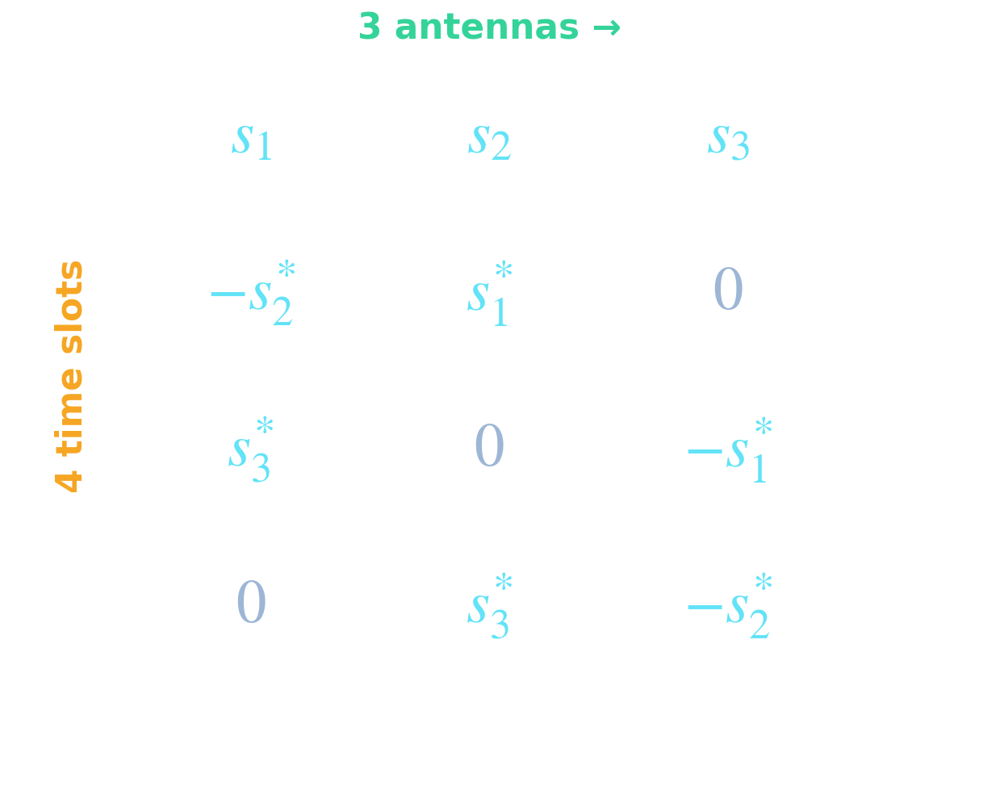 3 antennas →
s₁ s₂ s₃
4 time slots
−s₂* s₁* 0
s₃* 0 −s₁*
0 s₃* −s₂*